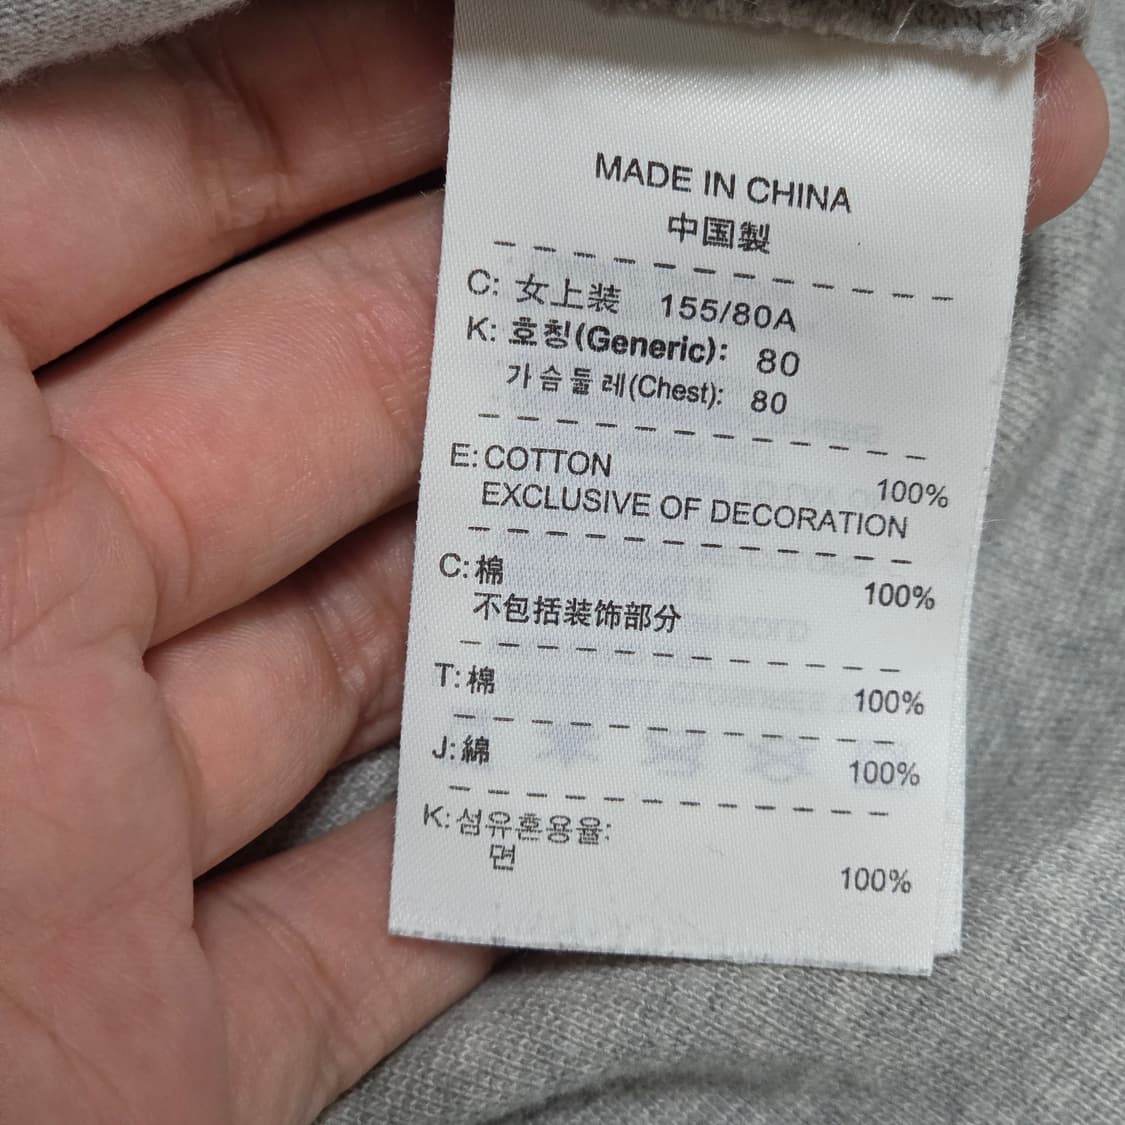 MADE IN CHINA
中国製
C: 女上装 155/80A
K: 호칭(Generic): 80
가슴둘레(Chest): 80
E: COTTON 100%
EXCLUSIVE OF DECORATION
C: 棉 100%
不包括装饰部分
T: 棉 100%
J: 綿 100%
K: 섬유혼용율:
면 100%